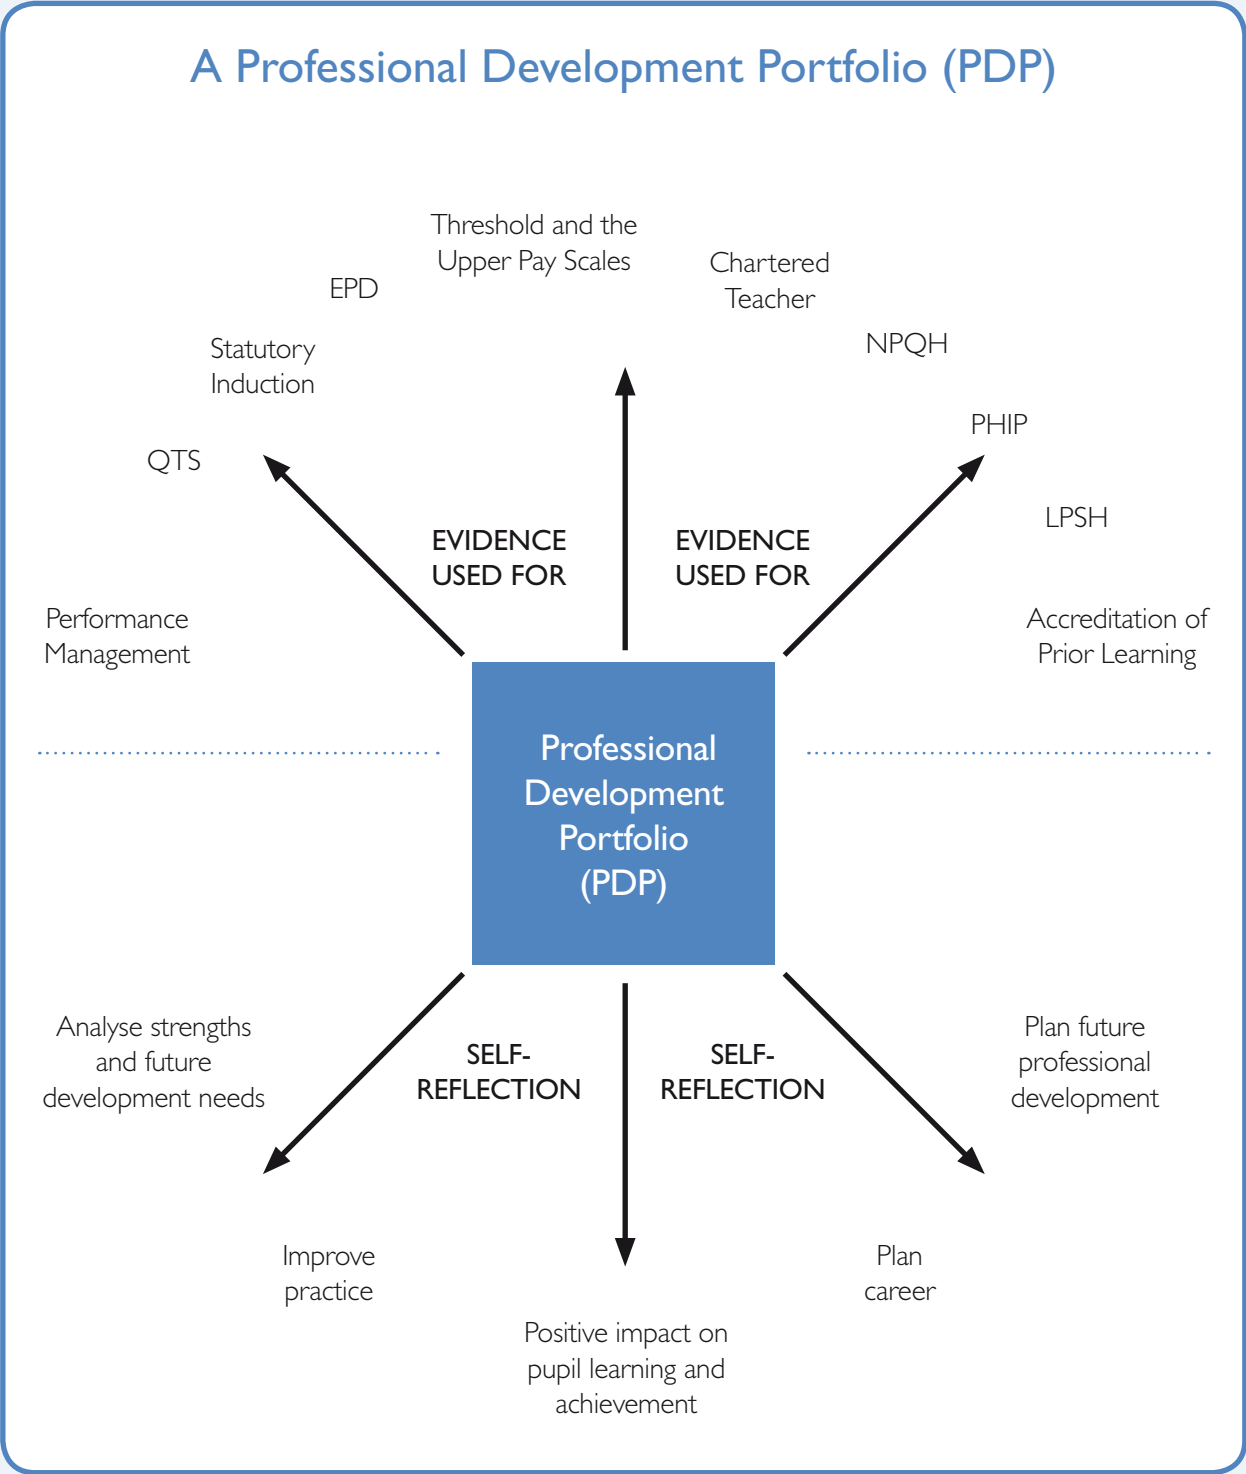 A Professional Development Portfolio (PDP)
Threshold and the
Upper Pay Scales
Chartered
Teacher
EPD
NPQH
Statutory
Induction
PHIP
QTS
LPSH
EVIDENCE
USED FOR
EVIDENCE
USED FOR
Performance
Management
Accreditation of
Prior Learning
Professional
Development
Portfolio
(PDP)
Analyse strengths
and future
development needs
SELF-
REFLECTION
SELF-
REFLECTION
Plan future
professional
development
Improve
practice
Plan
career
Positive impact on
pupil learning and
achievement